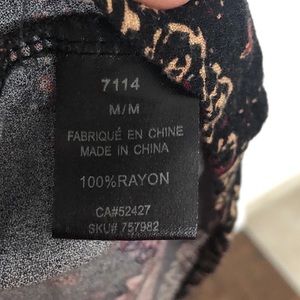 7114
M/M
FABRIQUÉ EN CHINE
MADE IN CHINA
100%RAYON
CA#52427
SKU# 757982